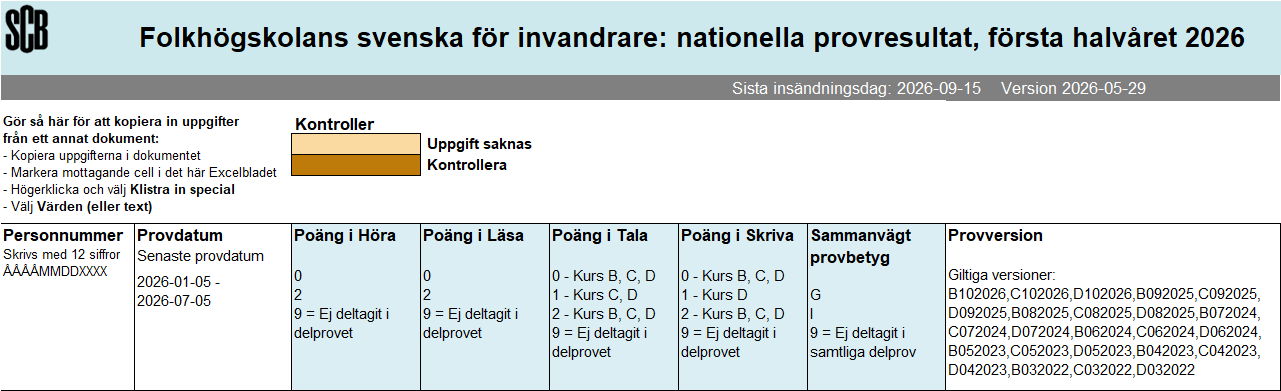 SCB
Folkhögskolans svenska för invandrare: nationella provresultat, första halvåret 2026
Sista insändningsdag: 2026-09-15 Version 2026-05-29
Gör så här för att kopiera in uppgifter
från ett annat dokument:
- Kopiera uppgifterna i dokumentet
- Markera mottagande cell i det här Excelbladet
- Högerklicka och välj Klistra in special
- Välj Värden (eller text)
Kontroller
Uppgift saknas
Kontrollera
Personnummer
Skrivs med 12 siffror
ÅÅÅÅMMDDXXXX
Provdatum
Senaste provdatum
2026-01-05 -
2026-07-05
Poäng i Höra
0
2
9 = Ej deltagit i
delprovet
Poäng i Läsa
0
2
9 = Ej deltagit i
delprovet
Poäng i Tala
0 - Kurs B, C, D
1 - Kurs C, D
2 - Kurs B, C, D
9 = Ej deltagit i
delprovet
Poäng i Skriva
0 - Kurs B, C, D
1 - Kurs D
2 - Kurs B, C, D
9 = Ej deltagit i
delprovet
Sammanvägt
provbetyg
G
I
9 = Ej deltagit i
samtliga delprov
Provversion
Giltiga versioner:
B102026,C102026,D102026,B092025,C092025,
D092025,B082025,C082025,D082025,B072024,
C072024,D072024,B062024,C062024,D062024,
B052023,C052023,D052023,B042023,C042023,
D042023,B032022,C032022,D032022